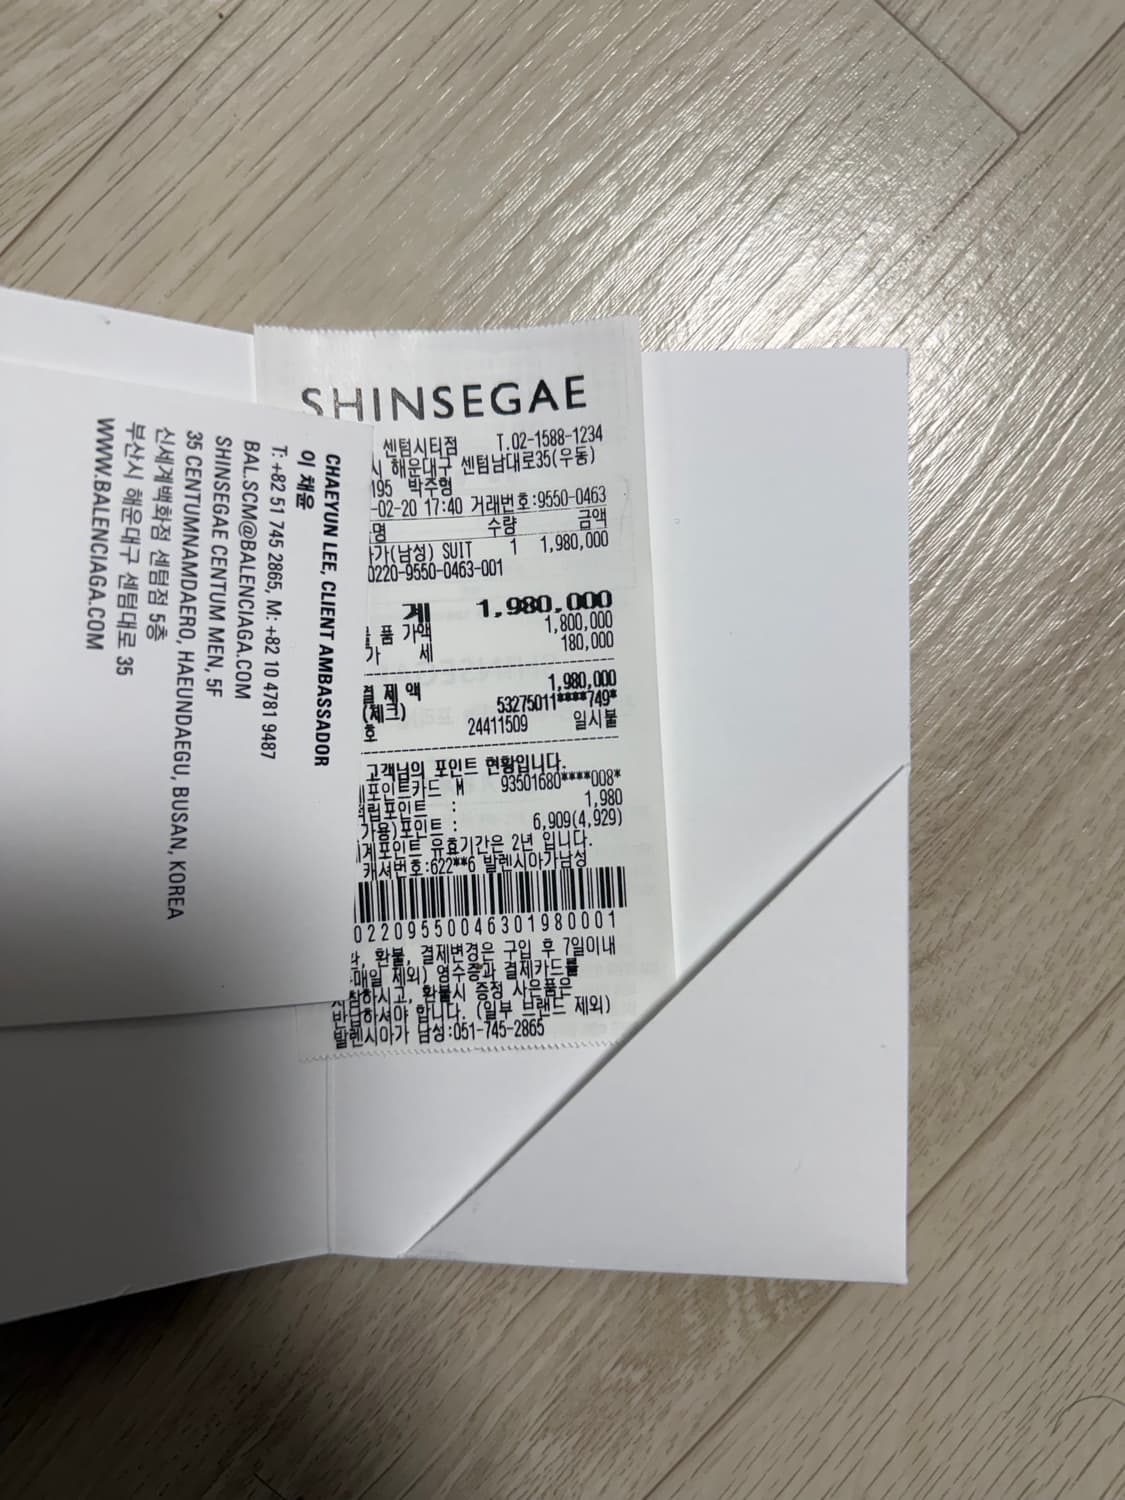 SHINSEGAE
센텀시티점 T.02-1588-1234
시 해운대구 센텀남대로35(우동)
195 박주형
-02-20 17:40 거래번호:9550-0463
명 수량 금액
가(남성) SUIT 1 1,980,000
0220-9550-0463-001
계 1,980,000
품 가액 1,800,000
가 세 180,000
결 제 액 1,980,000
(체크) 53275011****749*
호 24411509 일시불
고객님의 포인트 현황입니다.
포인트카드 M 93501680****008*
립포인트 : 1,980
가용)포인트 : 6,909(4,929)
계포인트 유효기간은 2년 입니다.
캐셔번호:622**6 발렌시아가남성
02209550046301980001
환불, 결제변경은 구입 후 7일이내
매일 제외) 영수증과 결제카드를
참하시고, 환불시 증정 사은품은
반납하셔야 합니다. (일부 브랜드 제외)
발렌시아가 남성:051-745-2865
CHAEYUN LEE, CLIENT AMBASSADOR
이 채윤
T: +82 51 745 2865, M: +82 10 4781 9487
BAL.SCM@BALENCIAGA.COM
SHINSEGAE CENTUM MEN, 5F
35 CENTUMNAMDAERO, HAEUNDAEGU, BUSAN, KOREA
신세계백화점 센텀점 5층
부산시 해운대구 센텀대로 35
WWW.BALENCIAGA.COM